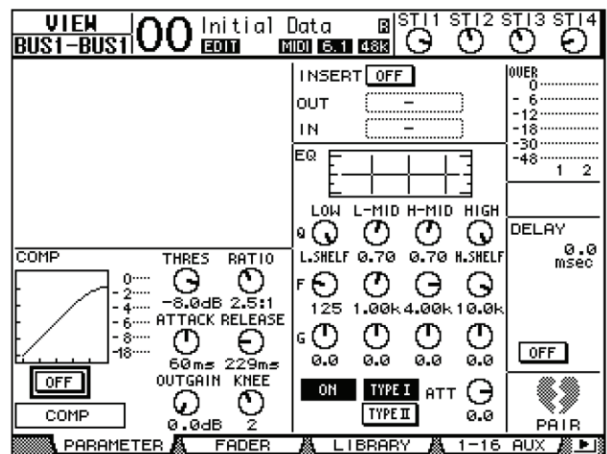 VIEW
BUS1-BUS1
00
Initial Data R
EDIT MIDI 6.1 48K
STI1 STI2 STI3 STI4
INSERT OFF
OUT -
IN -
OVER
0
- 6
-12
-18
-30
-48
1 2
EQ
LOW L-MID H-MID HIGH
Q
L.SHELF 0.70 0.70 H.SHELF
F
125 1.00k 4.00k 10.0k
G
0.0 0.0 0.0 0.0
ON TYPE I ATT
TYPE II 0.0
DELAY
0.0
msec
OFF
PAIR
COMP
0
- 2
- 4
- 6
- 8
-18
THRES RATIO
-8.0dB 2.5:1
ATTACK RELEASE
60ms 229ms
OUTGAIN KNEE
0.0dB 2
OFF
COMP
PARAMETER FADER LIBRARY 1-16 AUX